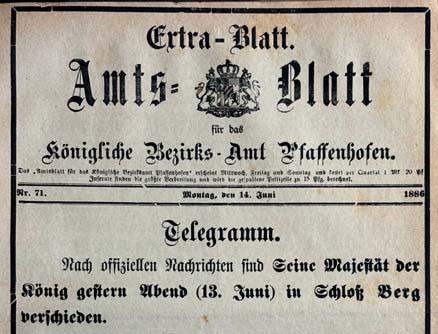 Extra-Blatt.
Amts-Blatt
für das
Königliche Bezirks-Amt Pfaffenhofen.
Das „Amtsblatt für das Königliche Bezirksamt Pfaffenhofen" erscheint Mittwoch, Freitag und Sonntag und kostet per Quartal 1 Mk 20 Pf
Inserate finden die größte Verbreitung und wird die gespaltene Petitzeile zu 15 Pfg. berechnet.
Nr. 71. Montag, den 14. Juni 1886
Telegramm.
Nach offiziellen Nachrichten sind Seine Majestät der
König gestern Abend (13. Juni) in Schloß Berg
verschieden.